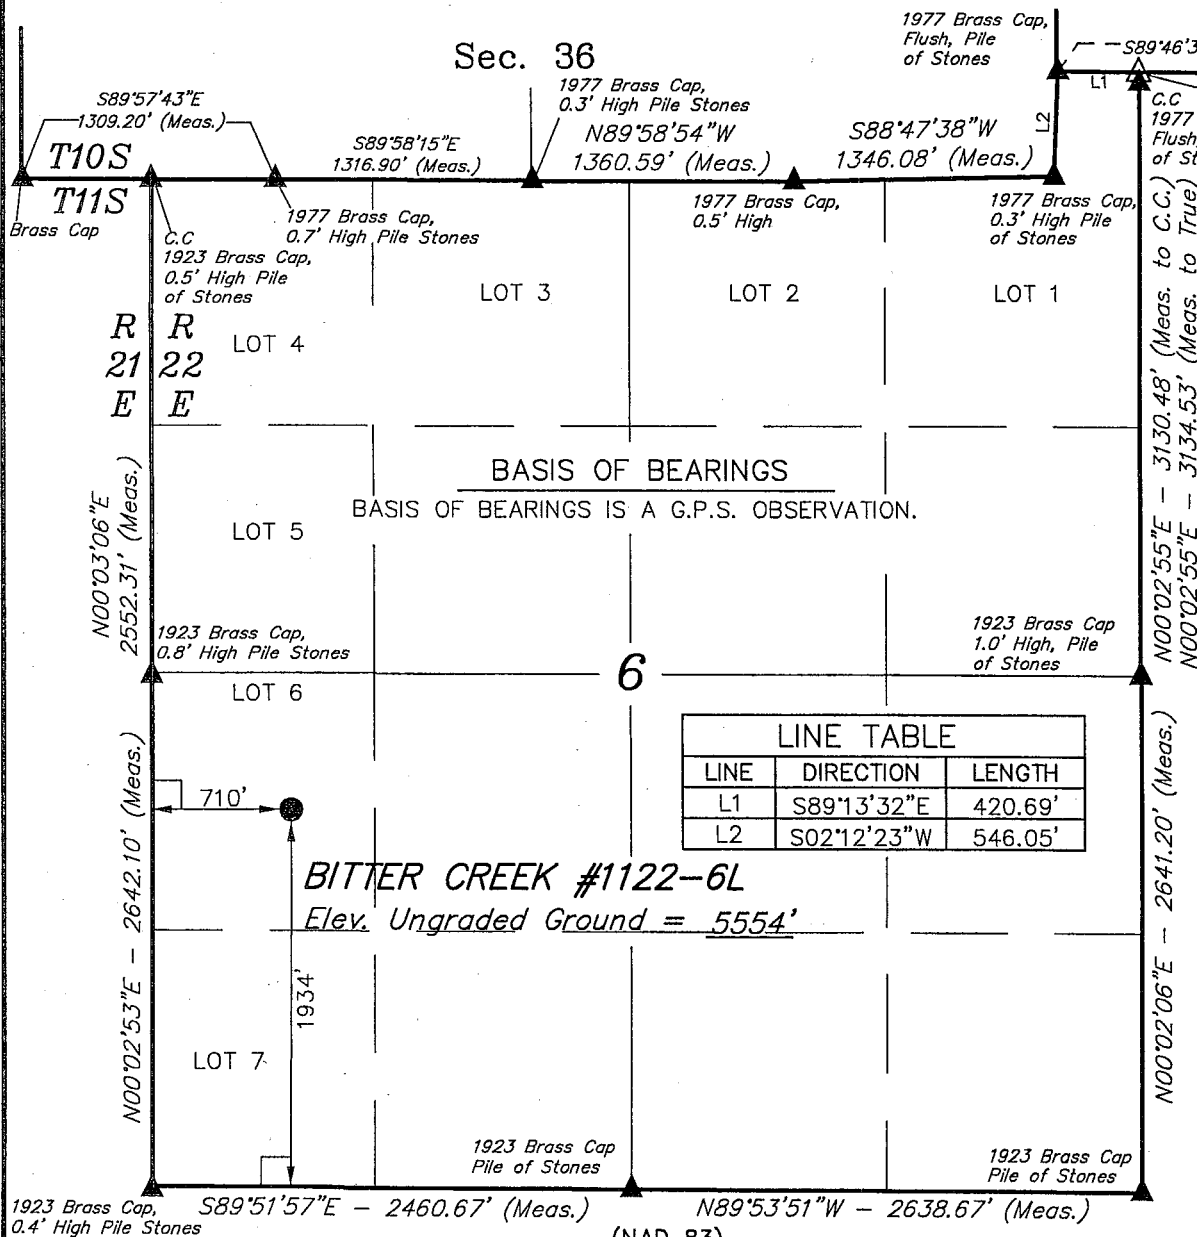 1977 Brass Cap,
Flush, Pile
of Stones
Sec. 36
S89°46'3
L1
1977 Brass Cap,
0.3' High Pile Stones
S89°57'43"E
1309.20' (Meas.)
S89°58'15"E
1316.90' (Meas.)
N89°58'54"W
1360.59' (Meas.)
S88°47'38"W
1346.08' (Meas.)
L2
C.C
1977
Flush,
of St
T10S
T11S
Brass Cap
C.C
1923 Brass Cap,
0.5' High Pile
of Stones
1977 Brass Cap,
0.7' High Pile Stones
1977 Brass Cap,
0.5' High
1977 Brass Cap,
0.3' High Pile
of Stones
LOT 3
LOT 2
LOT 1
R R
21 22
E E
LOT 4
N00°02'55"E – 3130.48' (Meas. to C.C.)
N00°02'55"E – 3134.53' (Meas. to True)
BASIS OF BEARINGS
BASIS OF BEARINGS IS A G.P.S. OBSERVATION.
LOT 5
N00°03'06"E
2552.31' (Meas.)
1923 Brass Cap,
0.8' High Pile Stones
1923 Brass Cap
1.0' High, Pile
of Stones
6
LOT 6
LINE TABLE
LINE DIRECTION LENGTH
L1 S89°13'32"E 420.69'
L2 S02°12'23"W 546.05'
710'
BITTER CREEK #1122–6L
Elev. Ungraded Ground = 5554'
N00°02'53"E – 2642.10' (Meas.)
1934'
N00°02'06"E – 2641.20' (Meas.)
LOT 7
1923 Brass Cap
Pile of Stones
1923 Brass Cap
Pile of Stones
1923 Brass Cap,
0.4' High Pile Stones
S89°51'57"E – 2460.67' (Meas.)
N89°53'51"W – 2638.67' (Meas.)
(NAD 83)